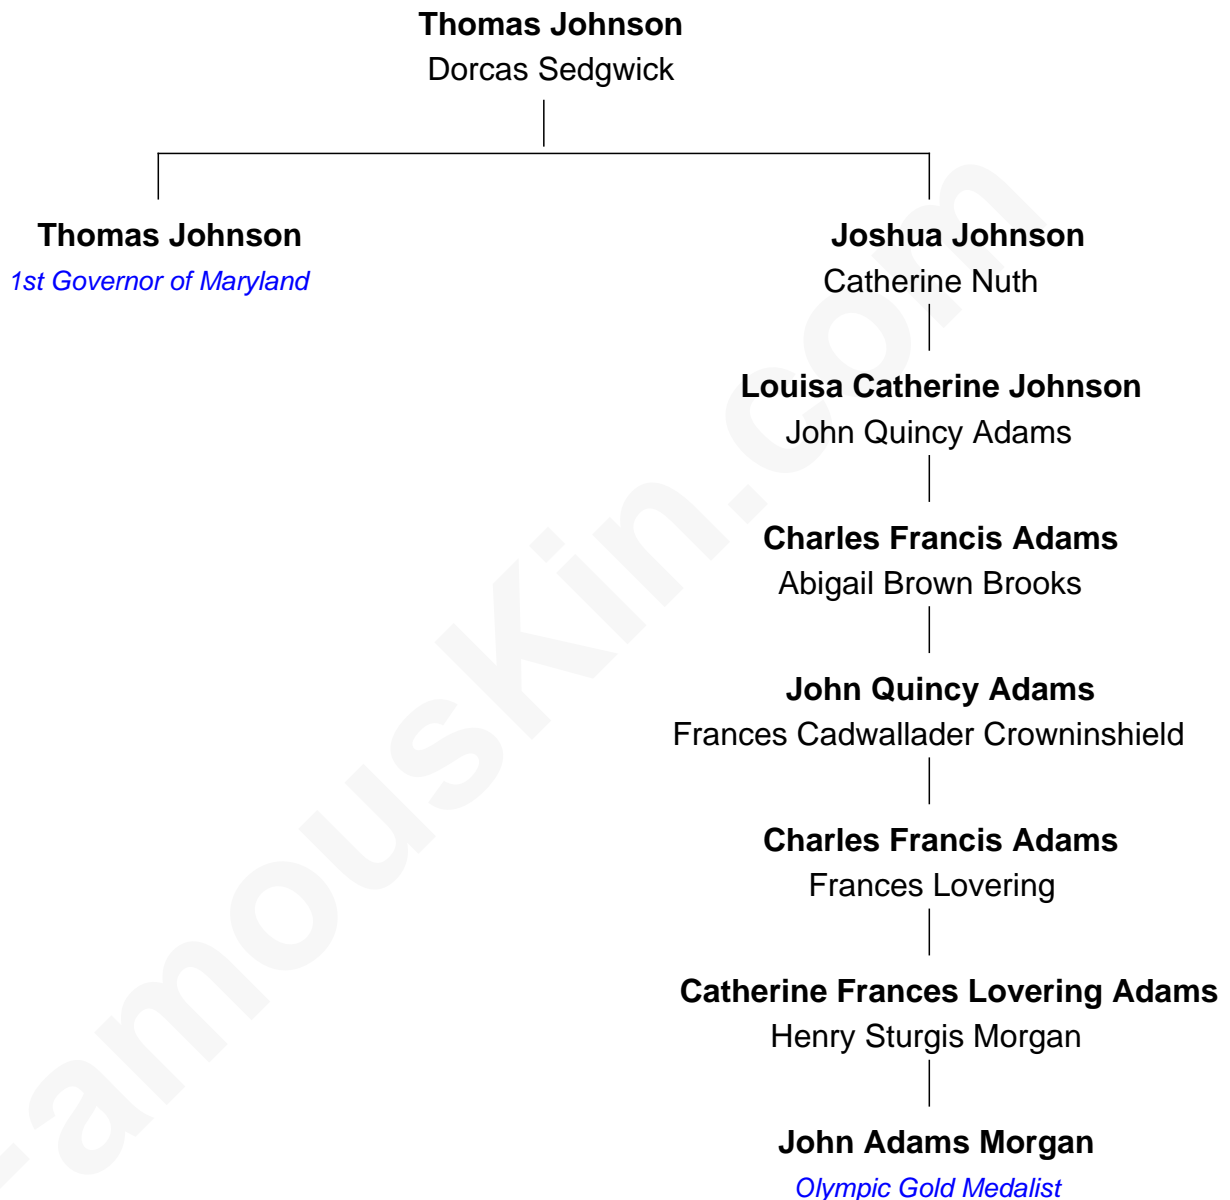 Thomas Johnson
Dorcas Sedgwick
Thomas Johnson
1st Governor of Maryland
Joshua Johnson
Catherine Nuth
Louisa Catherine Johnson
John Quincy Adams
Charles Francis Adams
Abigail Brown Brooks
John Quincy Adams
Frances Cadwallader Crowninshield
Charles Francis Adams
Frances Lovering
Catherine Frances Lovering Adams
Henry Sturgis Morgan
John Adams Morgan
Olympic Gold Medalist
FamousKin.com